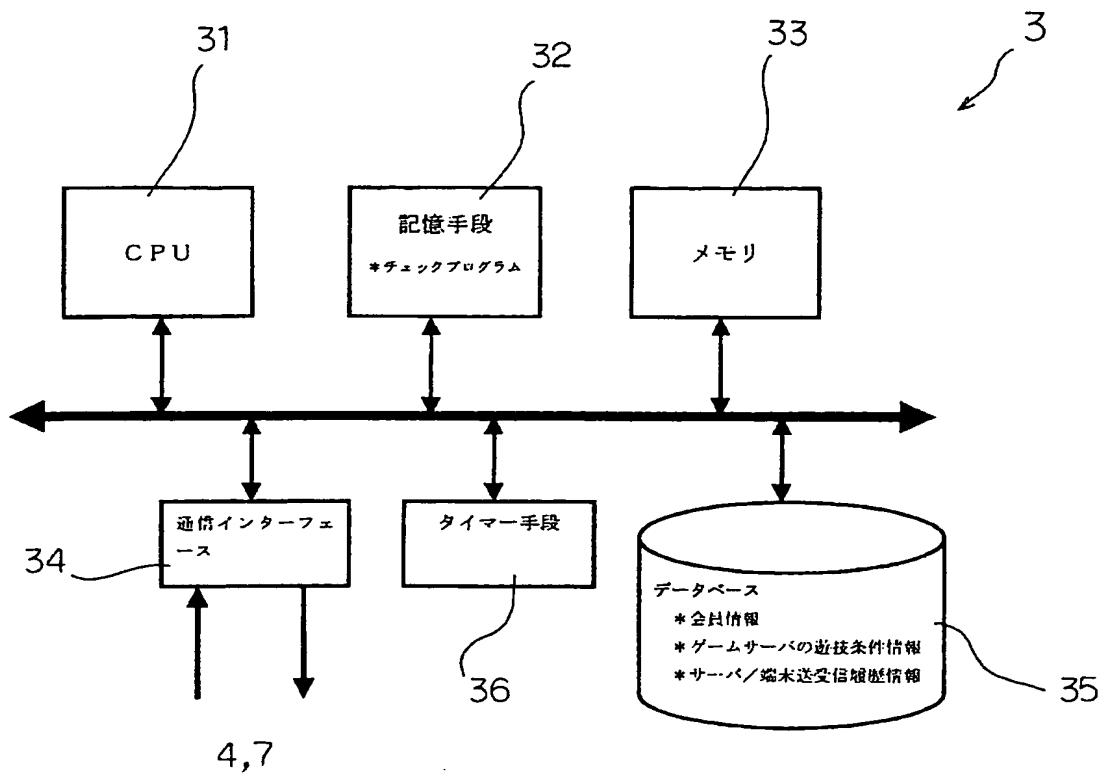 3
31
32
33
ＣＰＵ
記憶手段
＊チェックプログラム
メモリ
通信インターフェ
ース
34
タイマー手段
36
データベース
＊会員情報
＊ゲームサーバの遊技条件情報
＊サーバ／端末送受信履歴情報
35
4,7